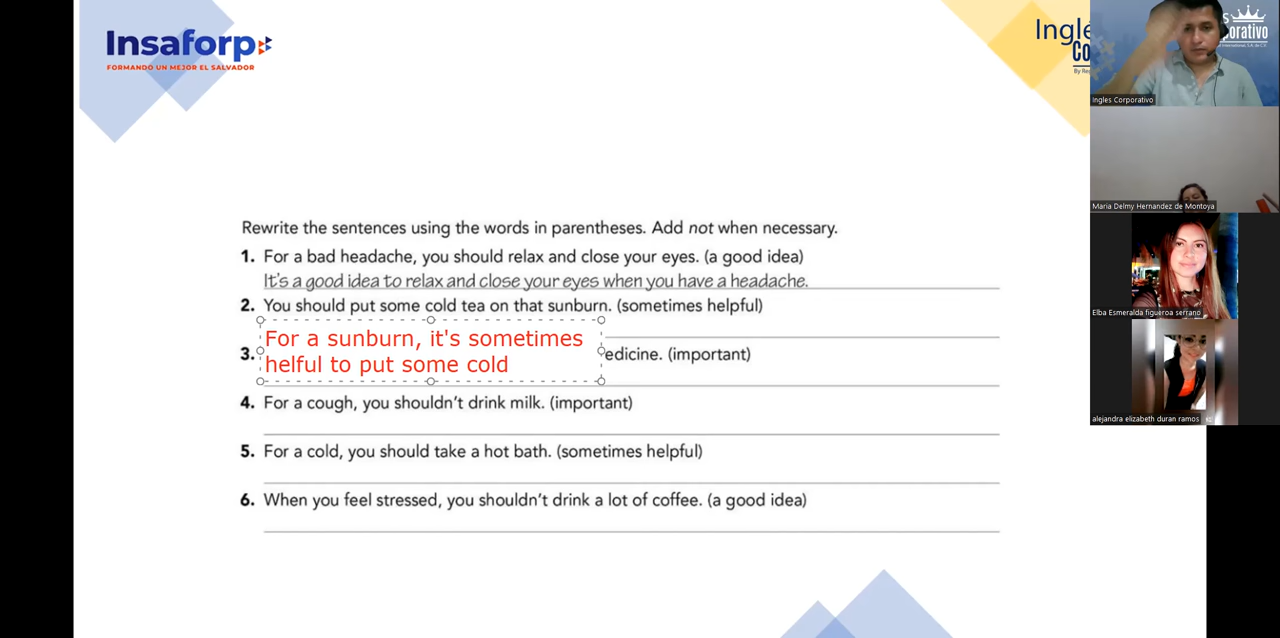 Insaforp
FORMANDO UN MEJOR EL SALVADOR
Inglé
Co
Rewrite the sentences using the words in parentheses. Add not when necessary.
1. For a bad headache, you should relax and close your eyes. (a good idea)
It's a good idea to relax and close your eyes when you have a headache.
2. You should put some cold tea on that sunburn. (sometimes helpful)
For a sunburn, it's sometimes
helful to put some cold
3. edicine. (important)
4. For a cough, you shouldn't drink milk. (important)
5. For a cold, you should take a hot bath. (sometimes helpful)
6. When you feel stressed, you shouldn't drink a lot of coffee. (a good idea)
orativo
Ingles Corporativo
Maria Delmy Hernandez de Montoya
Elba Esmeralda figueroa serrano
alejandra elizabeth duran ramos